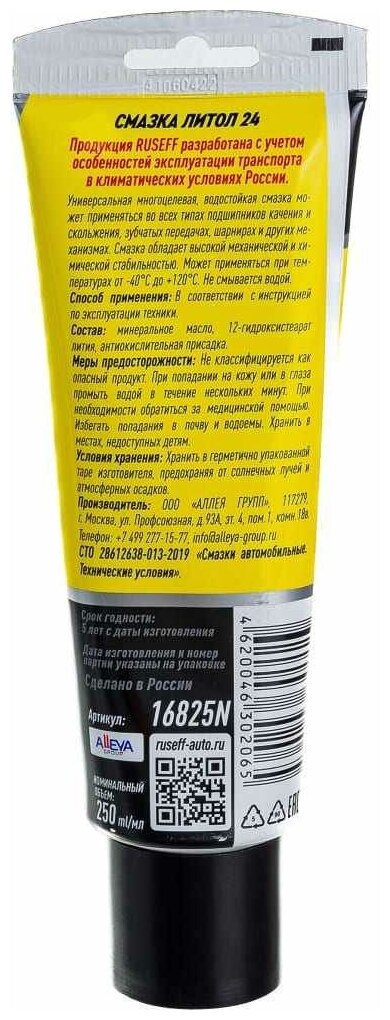 41060422
СМАЗКА ЛИТОЛ 24
Продукция RUSEFF разработана с учетом
особенностей эксплуатации транспорта
в климатических условиях России.
Универсальная многоцелевая, водостойкая смазка мо-
жет применяться во всех типах подшипников качения и
скольжения, зубчатых передачах, шарнирах и других ме-
ханизмах. Смазка обладает высокой механической и хи-
мической стабильностью. Может применяться при тем-
пературах от -40°C до +120°C. Не смывается водой.
Способ применения: В соответствии с инструкцией
по эксплуатации техники.
Состав: минеральное масло, 12-гидроксистеарат
лития, антиокислительная присадка.
Меры предосторожности: Не классифицируется как
опасный продукт. При попадании на кожу или в глаза
промыть водой в течение нескольких минут. При
необходимости обратиться за медицинской помощью.
Избегать попадания в почву и водоемы. Хранить в
местах, недоступных детям.
Условия хранения: Хранить в герметично упакованной
таре изготовителя, предохраняя от солнечных лучей и
атмосферных осадков.
Производитель: ООО «АЛЛЕЯ ГРУПП», 117279,
г. Москва, ул. Профсоюзная, д.93А, эт. 4, пом.1, комн.18в.
Телефон: +7 499 277-15-77, info@alleya-group.ru
СТО 28612638-013-2019 «Смазки автомобильные.
Технические условия».
Срок годности:
5 лет с даты изготовления
Дата изготовления и номер
партии указаны на упаковке
Сделано в России
Артикул: 16825N
ALLEYA
GROUP
ruseff-auto.ru
НОМИНАЛЬНЫЙ
ОБЪЕМ:
250 ml/мл
4620046302065
5
EAC